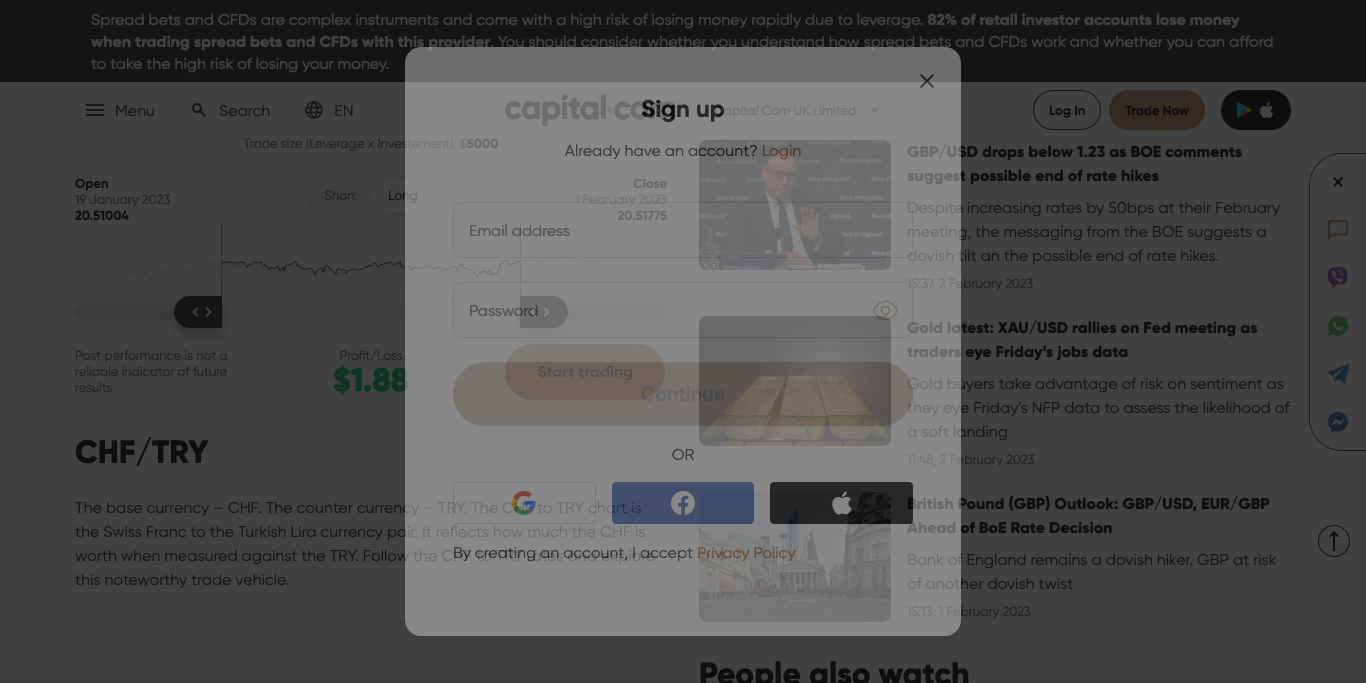 Spread bets and CFDs are complex instruments and come with a high risk of losing money rapidly due to leverage. 82% of retail investor accounts lose money
when trading spread bets and CFDs with this provider. You should consider whether you understand how spread bets and CFDs work and whether you can afford
to take the high risk of losing your money.
Menu
Search
EN
capital.com
Capital Com UK Limited
Log In
Trade Now
Sign up
Already have an account? Login
Email address
Password
Continue
OR
By creating an account, I accept Privacy Policy
Trade size (Leverage x Investement): $5000
Open
19 January 2023
20.51004
Short
Long
Close
1 February 2023
20.51775
Past performance is not a
reliable indicator of future
results
Profit/Loss
$1.88
Start trading
CHF/TRY
The base currency – CHF. The counter currency – TRY. The CHF to TRY chart is
the Swiss Franc to the Turkish Lira currency pair. It reflects how much the CHF is
worth when measured against the TRY. Follow the CHF to TRY rates and explore
this noteworthy trade vehicle.
GBP/USD drops below 1.23 as BOE comments
suggest possible end of rate hikes
Despite increasing rates by 50bps at their February
meeting, the messaging from the BOE suggests a
dovish tilt an the possible end of rate hikes.
15:37, 2 February 2023
Gold latest: XAU/USD rallies on Fed meeting as
traders eye Friday’s jobs data
Gold buyers take advantage of risk on sentiment as
they eye Friday's NFP data to assess the likelihood of
a soft landing
11:48, 2 February 2023
British Pound (GBP) Outlook: GBP/USD, EUR/GBP
Ahead of BoE Rate Decision
Bank of England remains a dovish hiker. GBP at risk
of another dovish twist
15:13, 1 February 2023
People also watch